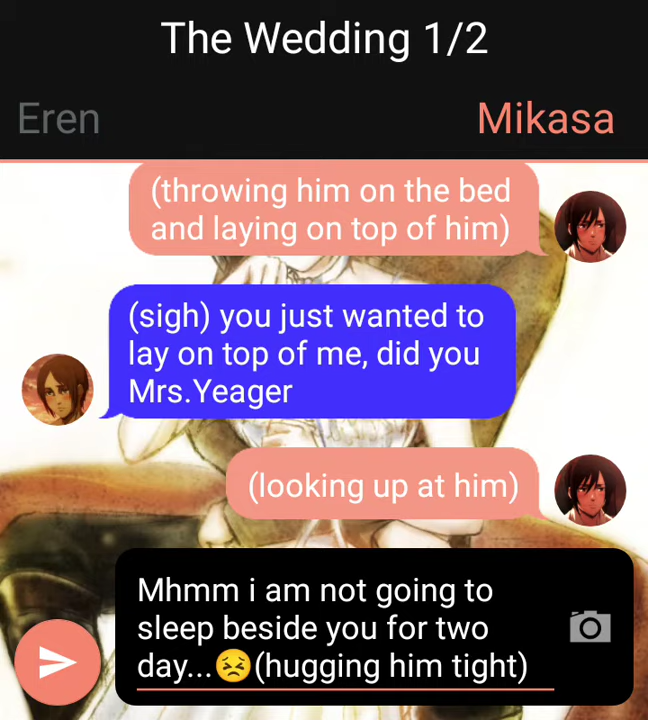 The Wedding 1/2
Eren
Mikasa
(throwing him on the bed
and laying on top of him)
(sigh) you just wanted to
lay on top of me, did you
Mrs.Yeager
(looking up at him)
Mhmm i am not going to
sleep beside you for two
day...😣(hugging him tight)